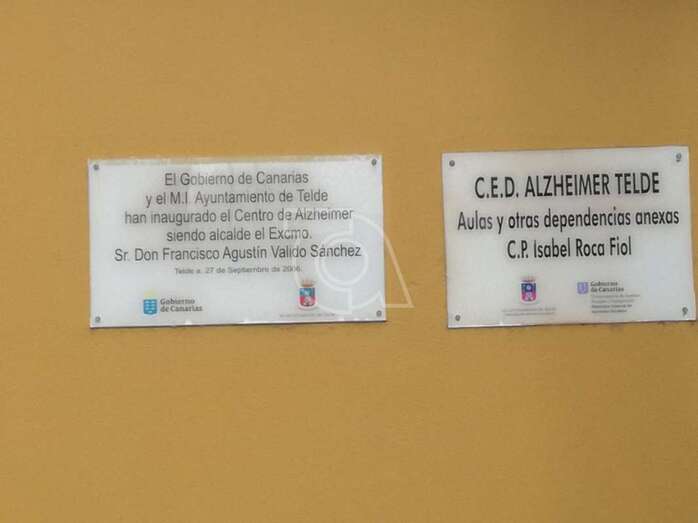 El Gobierno de Canarias
y el M.I. Ayuntamiento de Telde
han inaugurado el Centro de Alzheimer
siendo alcalde el Excmo.
Sr. Don Francisco Agustín Valido Sánchez
Telde a, 27 de Septiembre de 2006.
Gobierno
de Canarias
C.E.D. ALZHEIMER TELDE
Aulas y otras dependencias anexas
C.P. Isabel Roca Fiol
Gobierno
de Canarias